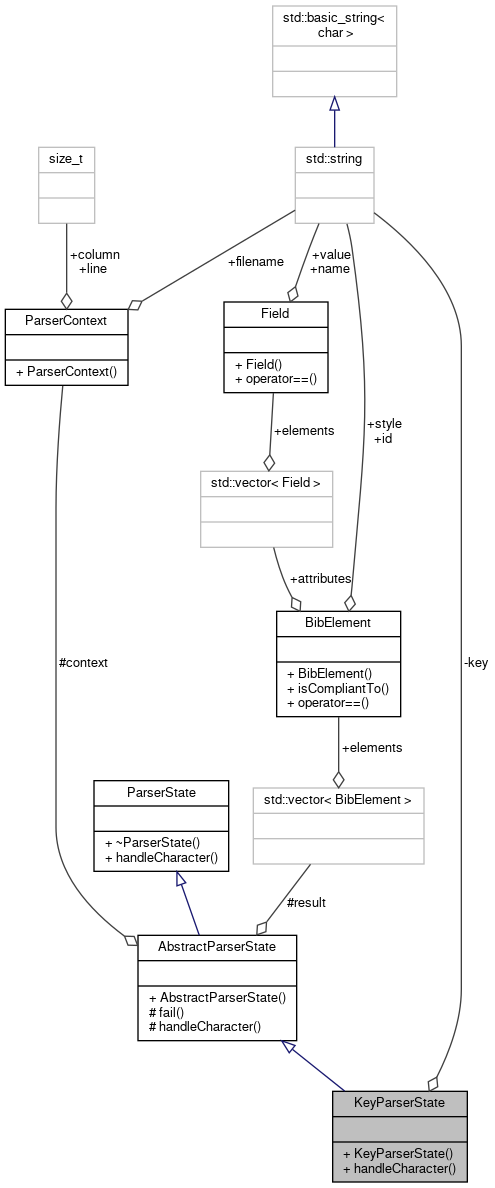 std::basic_string<
char >
size_t
std::string
+column
+line
+filename
+value
+name
ParserContext
+ ParserContext()
Field
+ Field()
+ operator==()
+style
+id
+elements
std::vector< Field >
+attributes
BibElement
+ BibElement()
+ isCompliantTo()
+ operator==()
#context
-key
+elements
ParserState
+ ~ParserState()
+ handleCharacter()
std::vector< BibElement >
#result
AbstractParserState
+ AbstractParserState()
# fail()
# handleCharacter()
KeyParserState
+ KeyParserState()
+ handleCharacter()